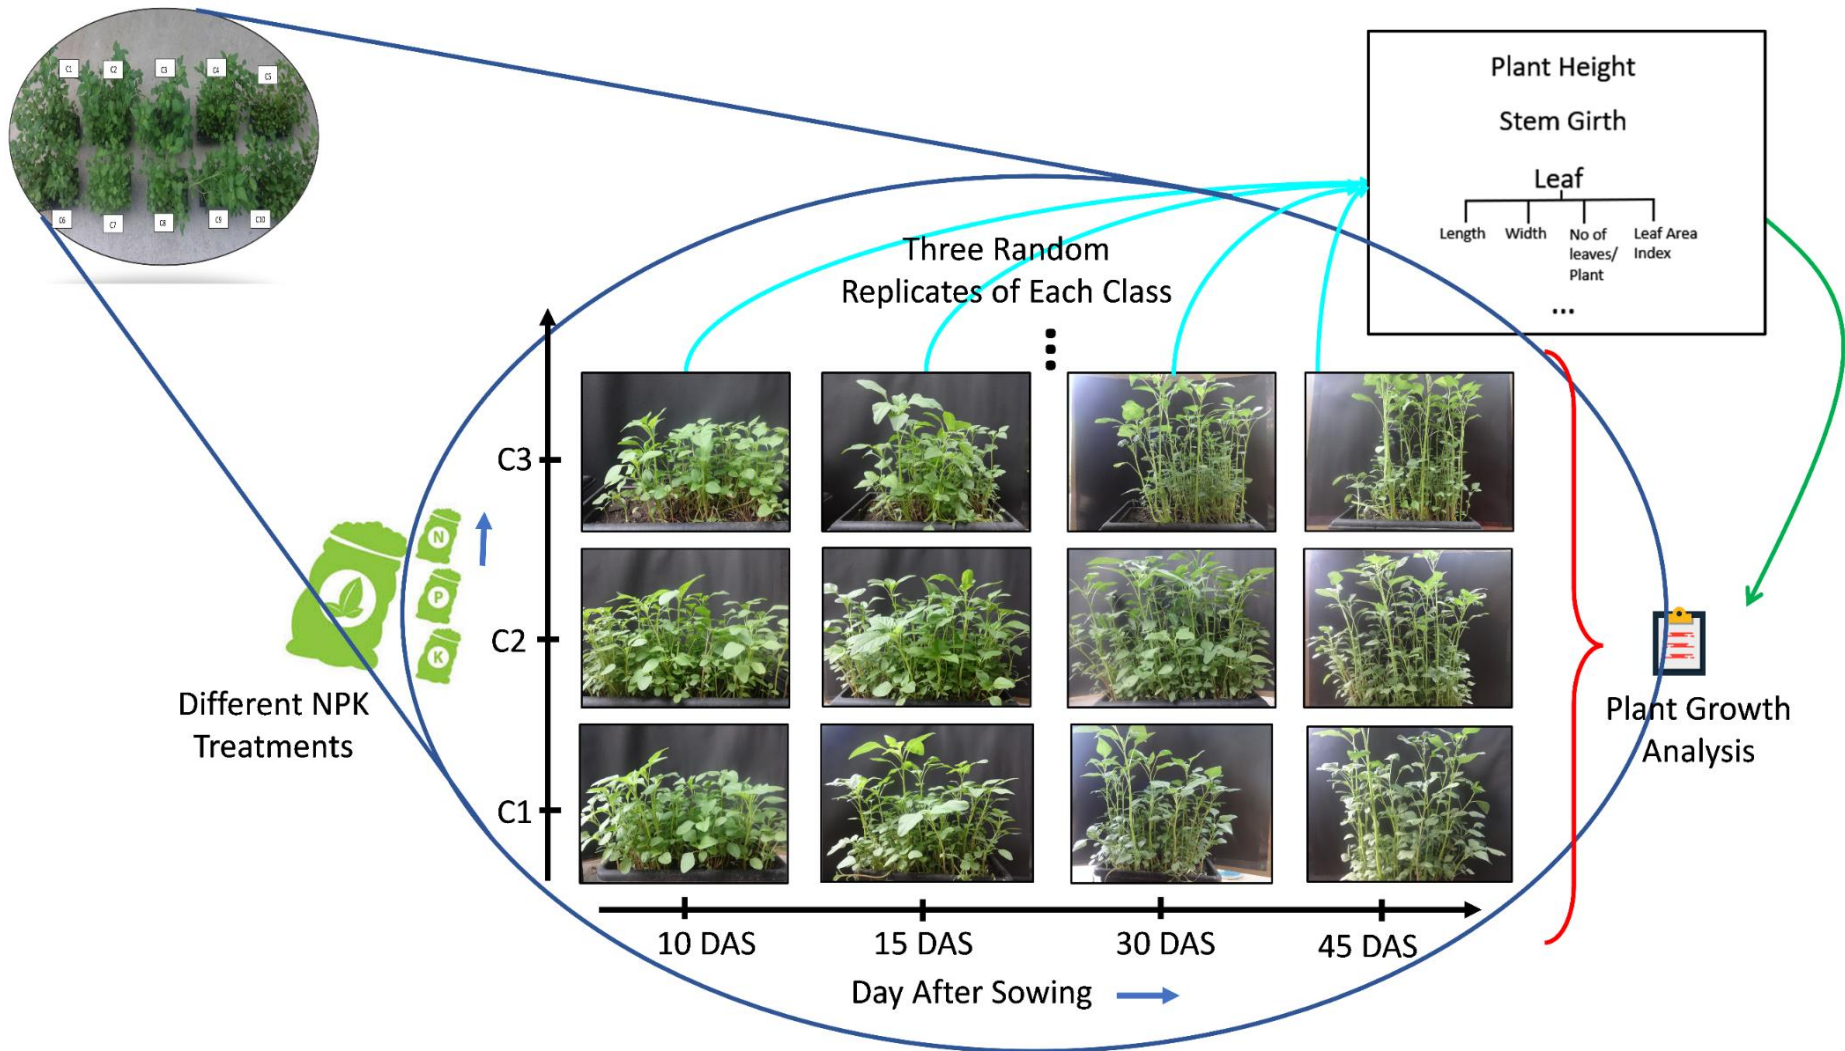 C1
C2
C3
C4
C5
C6
C7
C8
C9
C10
Plant Height
Stem Girth
Leaf
Length
Width
No of
leaves/
Plant
Leaf Area
Index
...
Three Random
Replicates of Each Class
C3
C2
C1
N
P
K
Different NPK
Treatments
10 DAS
15 DAS
30 DAS
45 DAS
Day After Sowing
Plant Growth
Analysis